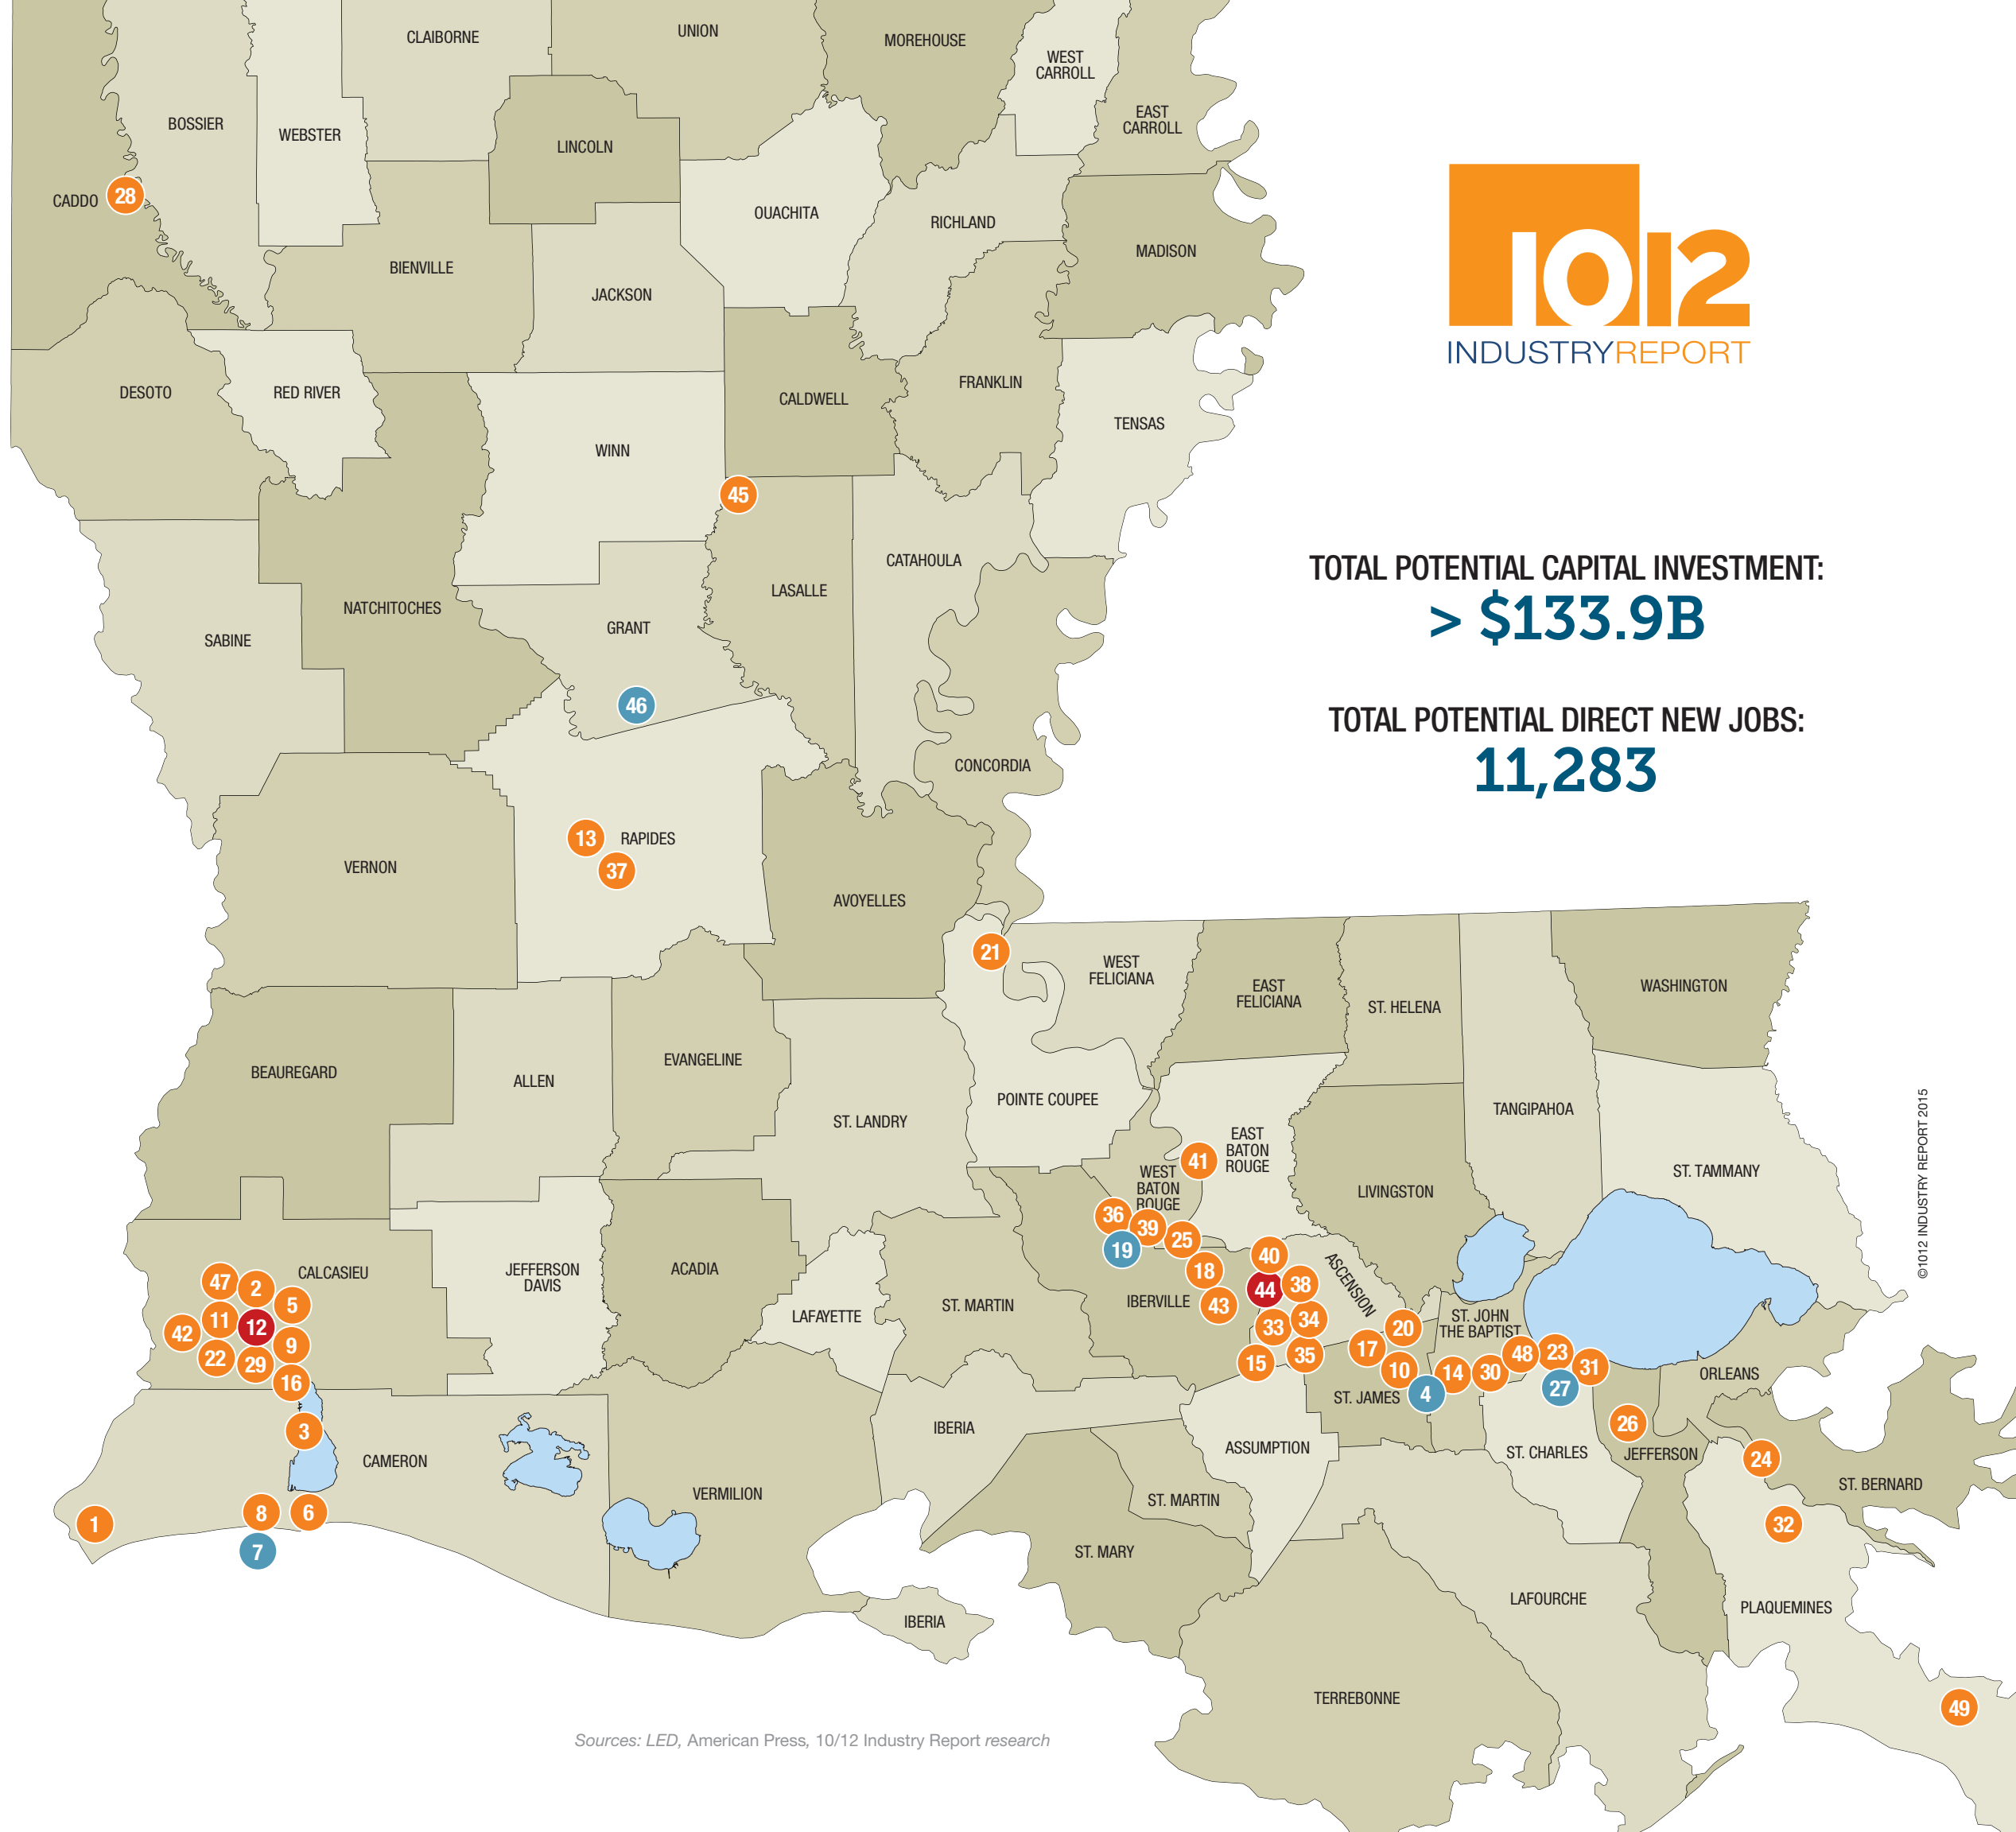 CLAIBORNE
UNION
MOREHOUSE
WEST
CARROLL
EAST
CARROLL
BOSSIER
WEBSTER
LINCOLN
CADDO
28
OUACHITA
RICHLAND
MADISON
BIENVILLE
JACKSON
1012
INDUSTRYREPORT
DESOTO
RED RIVER
CALDWELL
FRANKLIN
TENSAS
WINN
45
CATAHOULA
LASALLE
NATCHITOCHES
SABINE
GRANT
46
TOTAL POTENTIAL CAPITAL INVESTMENT:
> $133.9B
TOTAL POTENTIAL DIRECT NEW JOBS:
11,283
CONCORDIA
13
RAPIDES
37
VERNON
AVOYELLES
21
WEST
FELICIANA
EAST
FELICIANA
ST. HELENA
WASHINGTON
BEAUREGARD
ALLEN
EVANGELINE
ST. LANDRY
POINTE COUPEE
TANGIPAHOA
EAST
BATON
ROUGE
41
WEST
BATON
ROUGE
LIVINGSTON
ST. TAMMANY
©1012 INDUSTRY REPORT 2015
36
39
19
25
18
IBERVILLE
43
40
44
38
ASCENSION
33
34
15
35
17
20
10
ST. JAMES
4
ST. JOHN
THE BAPTIST
14
30
48
23
31
27
ORLEANS
CALCASIEU
47
2
5
11
12
42
9
22
29
16
JEFFERSON
DAVIS
ACADIA
LAFAYETTE
ST. MARTIN
3
CAMERON
8
6
1
7
VERMILION
IBERIA
ASSUMPTION
ST. CHARLES
26
JEFFERSON
24
ST. BERNARD
32
ST. MARTIN
ST. MARY
LAFOURCHE
PLAQUEMINES
IBERIA
TERREBONNE
49
Sources: LED, American Press, 10/12 Industry Report research